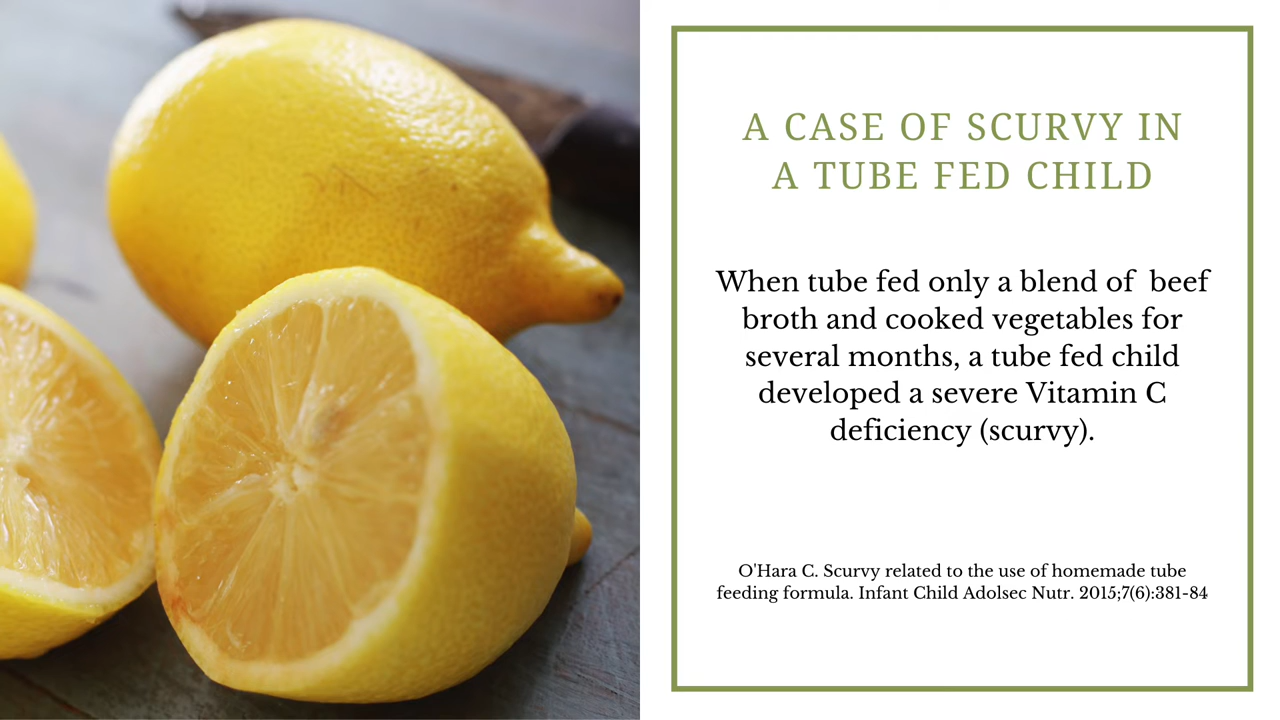 A CASE OF SCURVY IN
A TUBE FED CHILD
When tube fed only a blend of  beef
broth and cooked vegetables for
several months, a tube fed child
developed a severe Vitamin C
deficiency (scurvy).
O'Hara C. Scurvy related to the use of homemade tube
feeding formula. Infant Child Adolsec Nutr. 2015;7(6):381-84